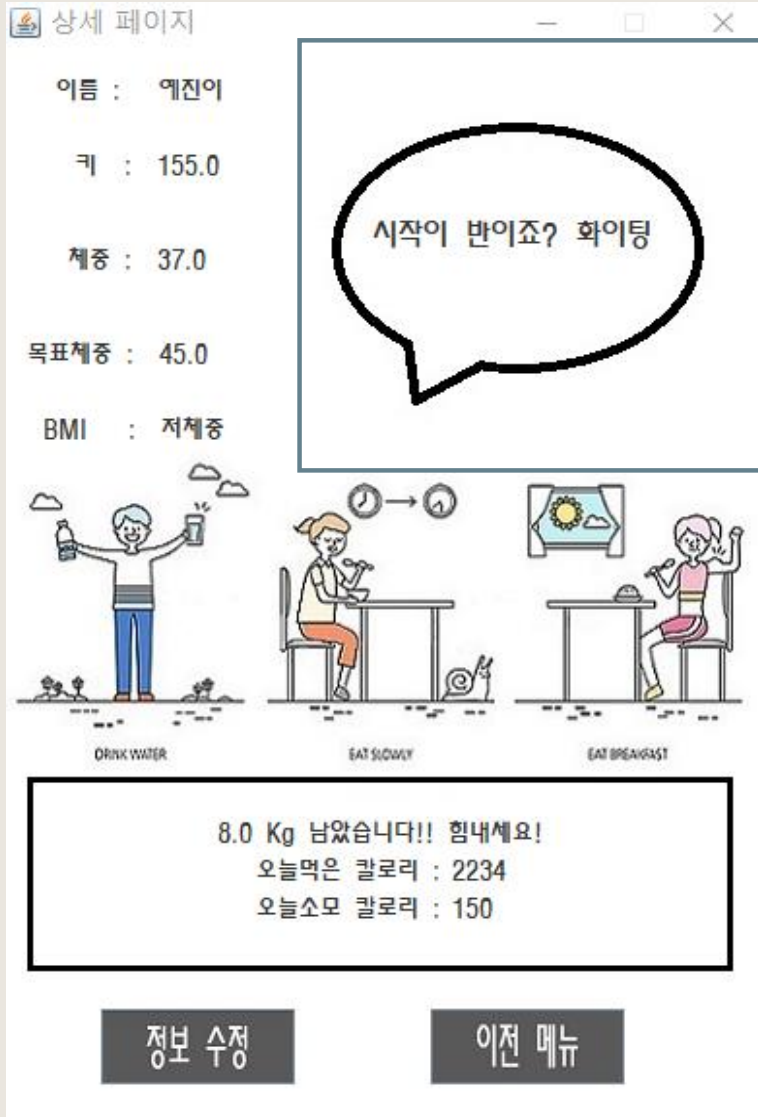 상세 페이지
이름 : 예진이
키 : 155.0
체중 : 37.0
목표체중 : 45.0
BMI : 저체중
시작이 반이죠? 화이팅
DRINK WATER
EAT SLOWLY
EAT BREAKFAST
8.0 Kg 남았습니다!! 힘내세요!
오늘먹은 칼로리 : 2234
오늘소모 칼로리 : 150
정보 수정
이전 메뉴